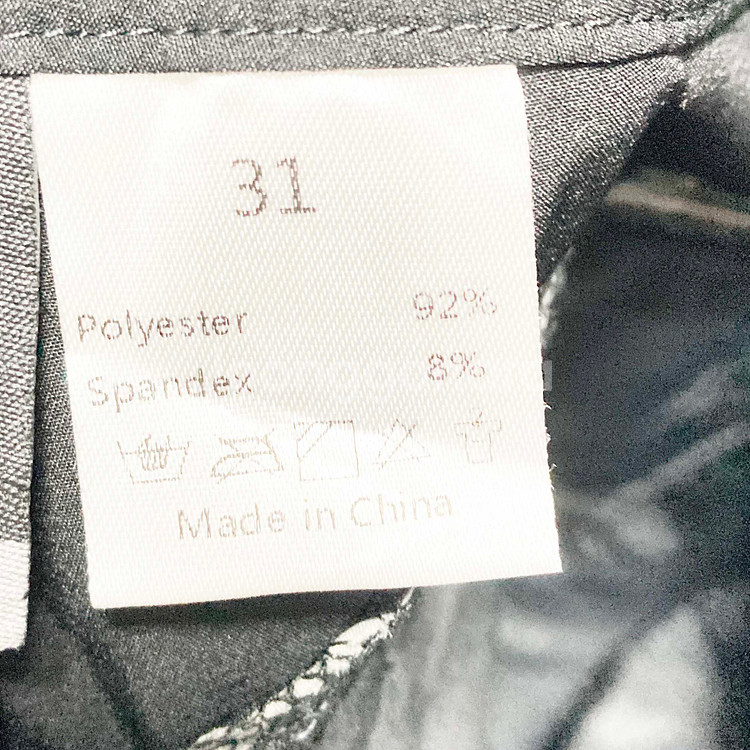 31
Polyester 92%
Spandex 8%
Made in China